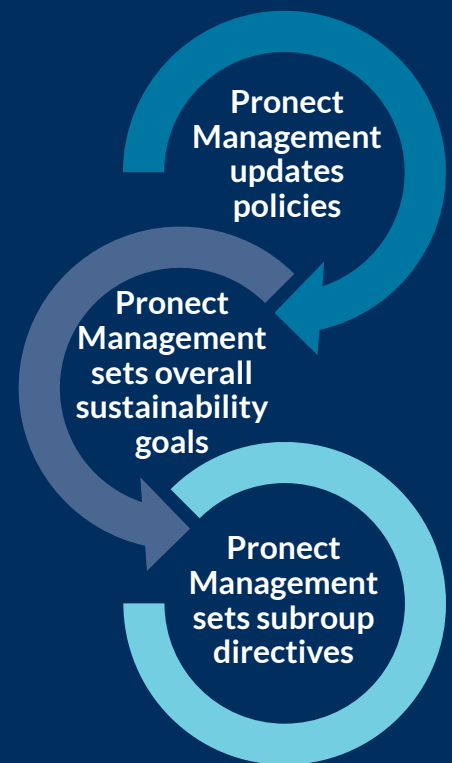 Pronect
Management
updates
policies
Pronect
Management
sets overall
sustainability
goals
Pronect
Management
sets subroup
directives